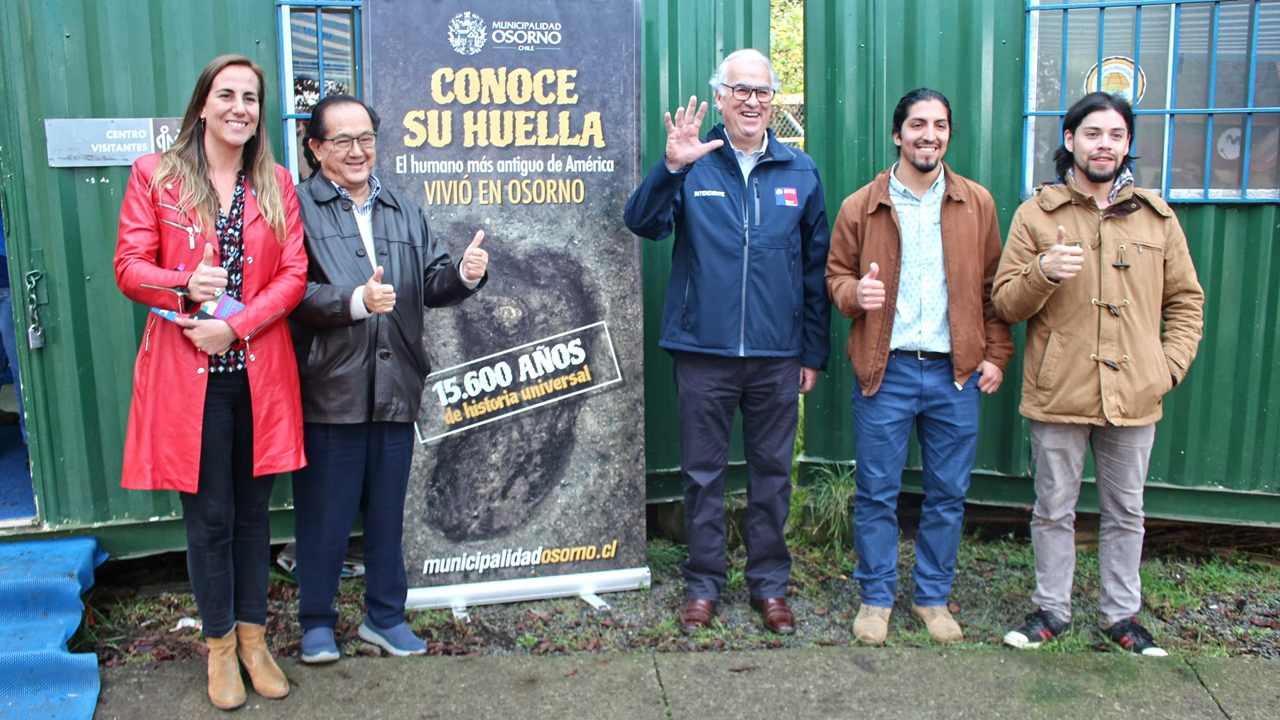 MUNICIPALIDAD
OSORNO
CHILE
CONOCE
SU HUELLA
El humano más antiguo de América
VIVIÓ EN OSORNO
15.600 AÑOS
de historia universal
municipalidadosorno.cl
CENTRO
VISITANTES
INTENDENTE